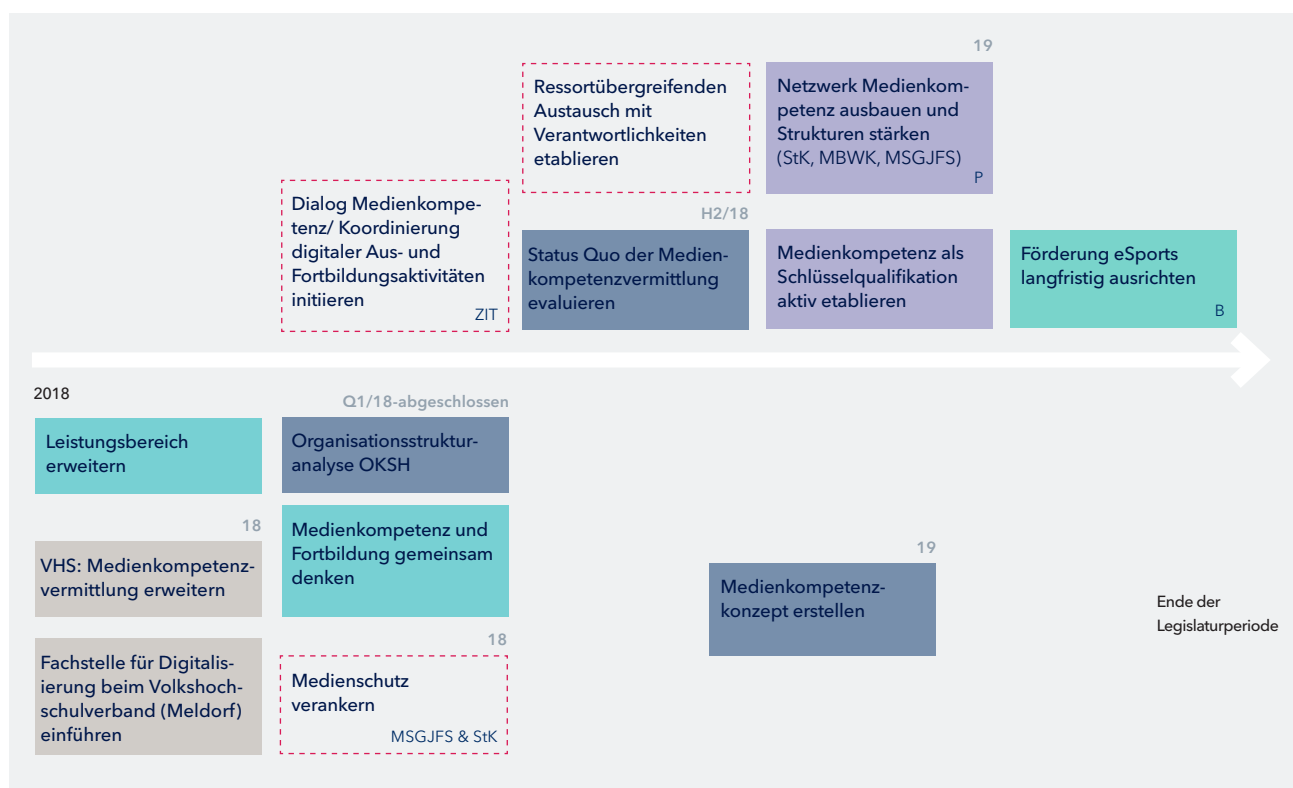 19
Ressortübergreifenden
Austausch mit
Verantwortlichkeiten
etablieren
Netzwerk Medienkom-
petenz ausbauen und
Strukturen stärken
(StK, MBWK, MSGJFS)
P
Dialog Medienkompe-
tenz/ Koordinierung
digitaler Aus- und
Fortbildungsaktivitäten
initiieren
ZIT
H2/18
Status Quo der Medien-
kompetenzvermittlung
evaluieren
Medienkompetenz als
Schlüsselqualifikation
aktiv etablieren
Förderung eSports
langfristig ausrichten
B
2018
Leistungsbereich
erweitern
Q1/18-abgeschlossen
Organisationsstruktur-
analyse OKSH
18
VHS: Medienkompetenz-
vermittlung erweitern
Medienkompetenz und
Fortbildung gemeinsam
denken
19
Medienkompetenz-
konzept erstellen
Ende der
Legislaturperiode
Fachstelle für Digitalis-
ierung beim Volkshoch-
schulverband (Meldorf)
einführen
18
Medienschutz
verankern
MSGJFS & StK